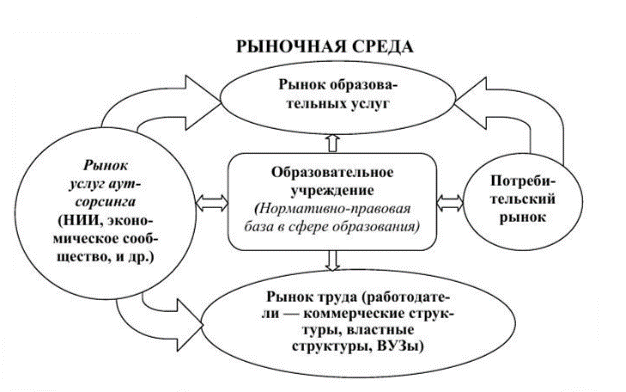 РЫНОЧНАЯ СРЕДА
Рынок образова-
тельных услуг
Рынок
услуг аут-
сорсинга
(НИИ, эконо-
мическое сооб-
щество, и др.)
Образовательное
учреждение
(Нормативно-правовая
база в сфере образования)
Потреби-
тельский
рынок
Рынок труда (работодате-
ли — коммерческие струк-
туры, властные
структуры, ВУЗы)